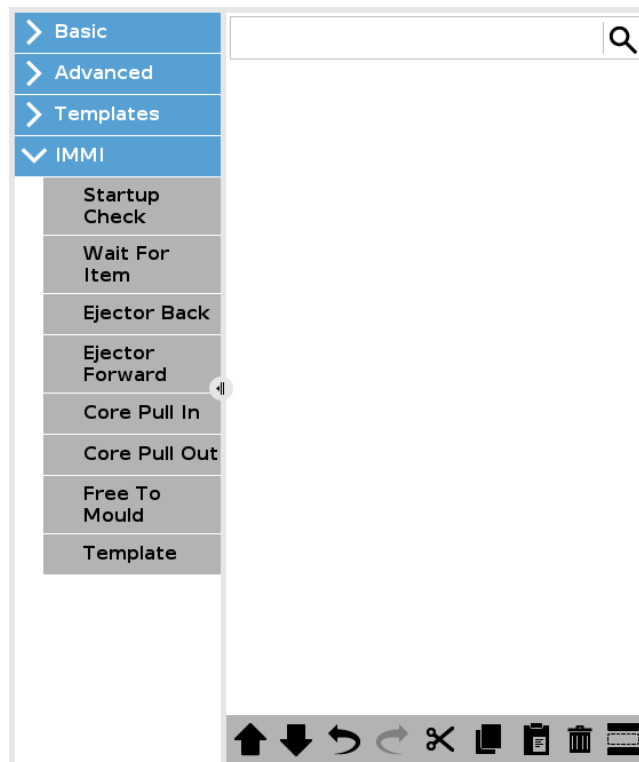 Basic
Advanced
Templates
IMMI
Startup
Check
Wait For
Item
Ejector Back
Ejector
Forward
Core Pull In
Core Pull Out
Free To
Mould
Template